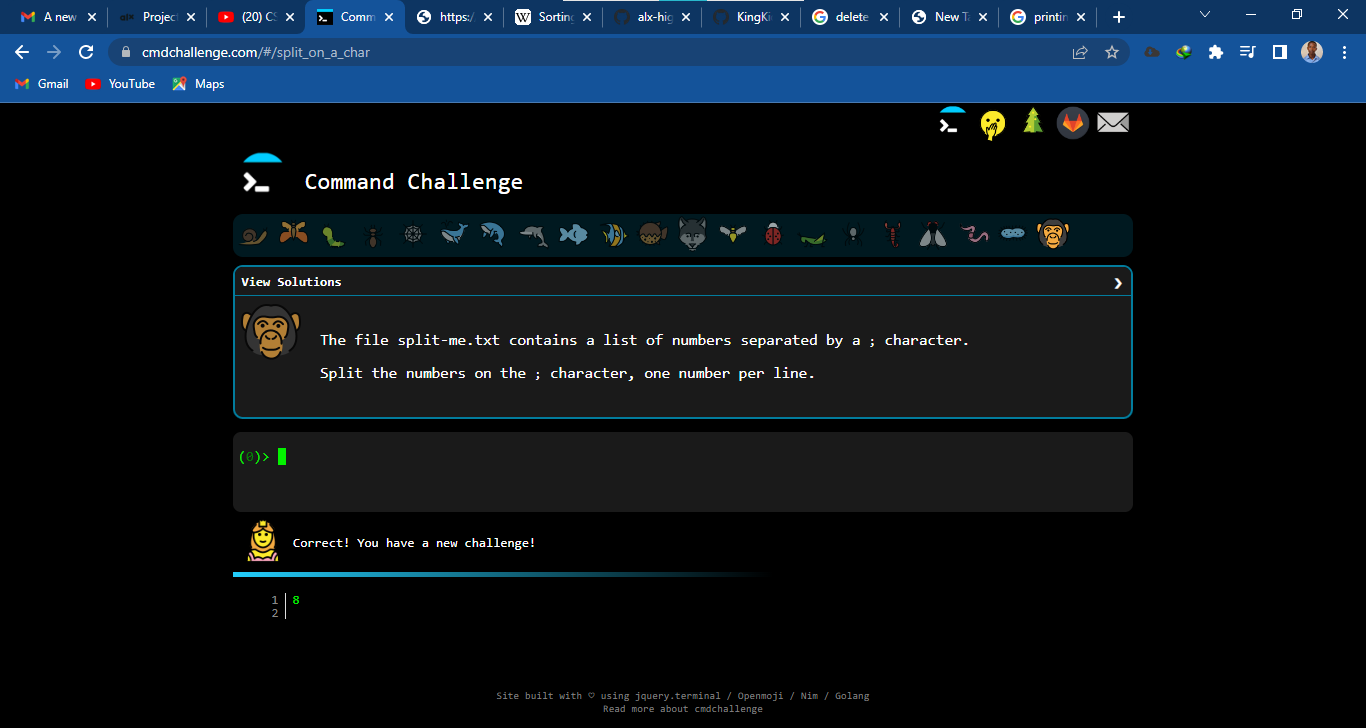 A new
alx Project
(20) CS
Comm
https:/
W Sorting
alx-hig
KingKi
delete
New Ta
printin
cmdchallenge.com/#/split_on_a_char
Gmail
YouTube
Maps
Command Challenge
View Solutions
The file split-me.txt contains a list of numbers separated by a ; character.
Split the numbers on the ; character, one number per line.
(0)>
Correct! You have a new challenge!
1 8
2
Site built with ♡ using jquery.terminal / Openmoji / Nim / Golang
Read more about cmdchallenge